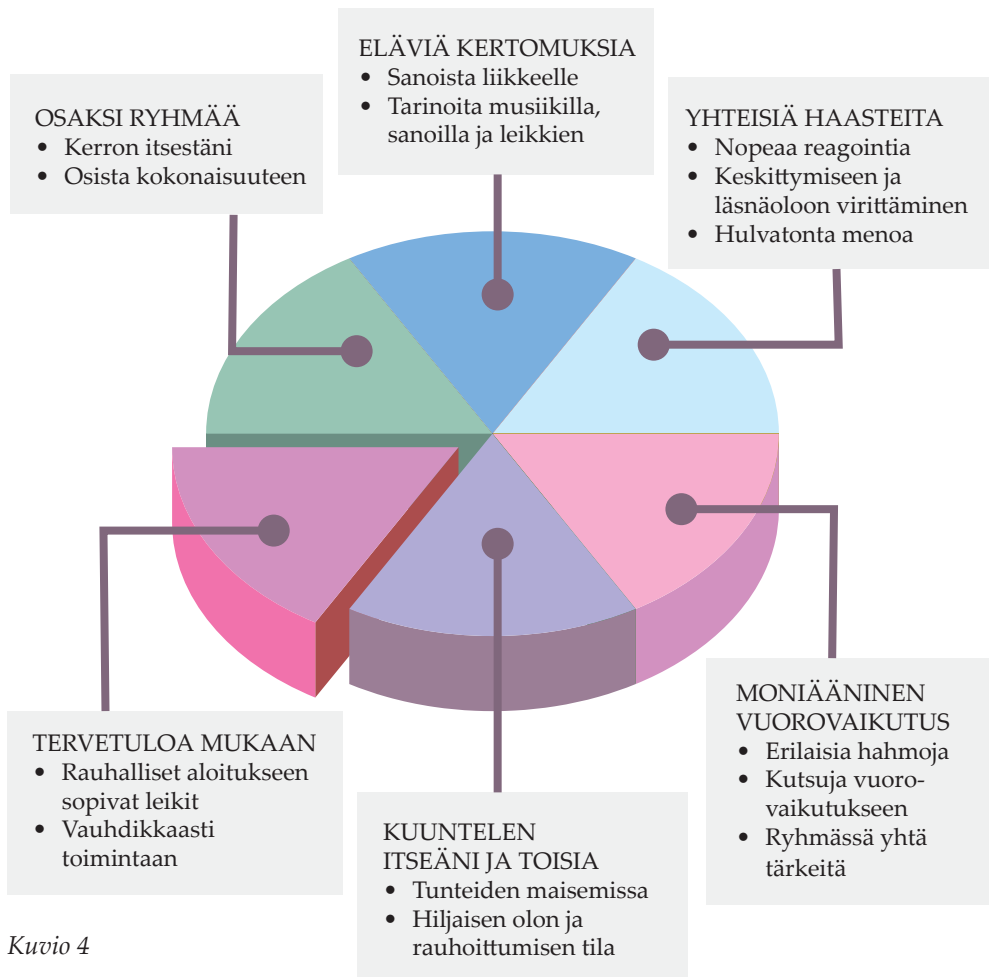 ELÄVIÄ KERTOMUKSIA
• Sanoista liikkeelle
• Tarinoita musiikilla,
sanoilla ja leikkien
OSAKSI RYHMÄÄ
• Kerron itsestäni
• Osista kokonaisuuteen
YHTEISIÄ HAASTEITA
• Nopeaa reagointia
• Keskittymiseen ja
läsnäoloon virittäminen
• Hulvatonta menoa
TERVETULOA MUKAAN
• Rauhalliset aloitukseen
sopivat leikit
• Vauhdikkaasti
toimintaan
KUUNTELEN
ITSEÄNI JA TOISIA
• Tunteiden maisemissa
• Hiljaisen olon ja
rauhoittumisen tila
MONIÄÄNINEN
VUOROVAIKUTUS
• Erilaisia hahmoja
• Kutsuja vuoro-
vaikutukseen
• Ryhmässä yhtä
tärkeitä
Kuvio 4